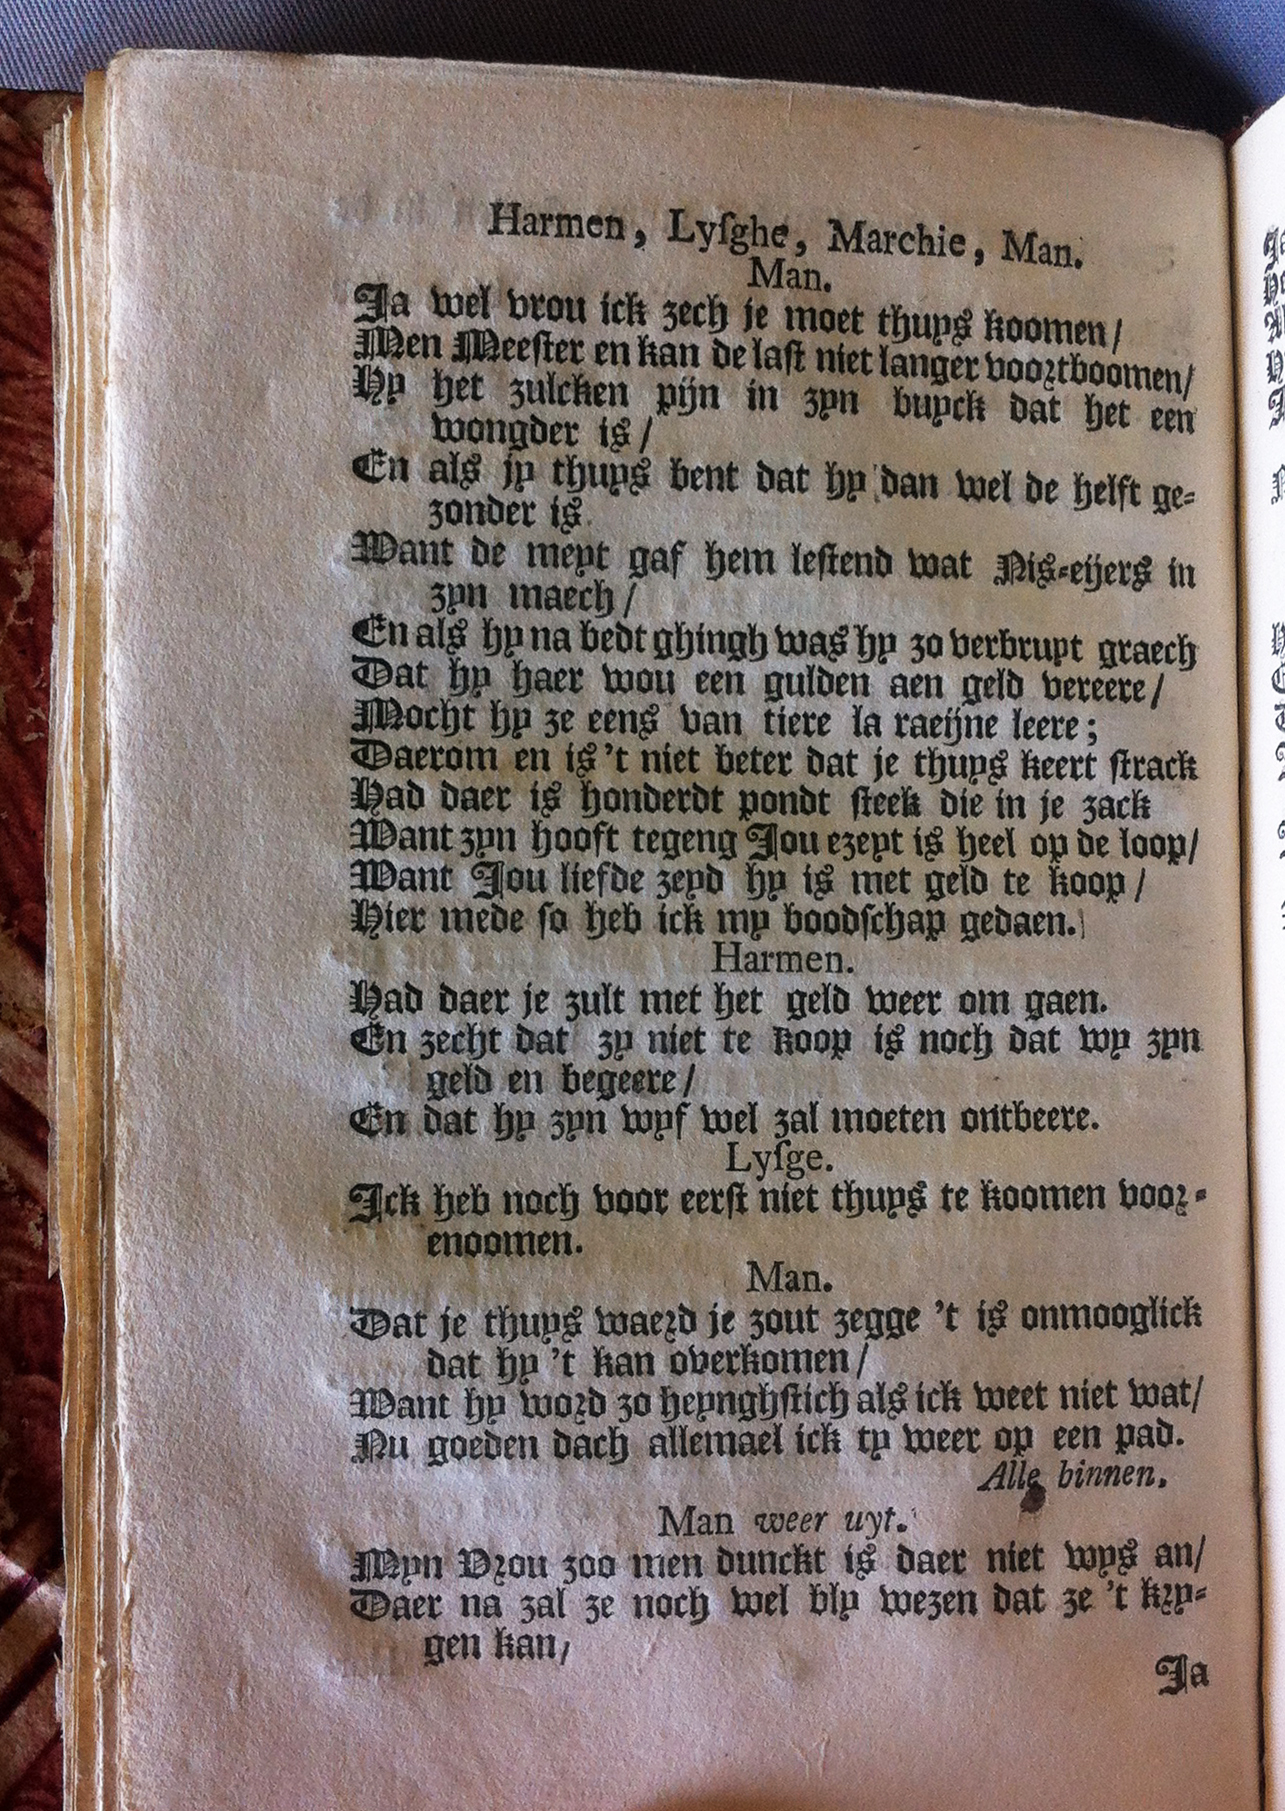 Harmen, Lyſghe, Marchie, Man.
Man.
Ja wel vrou ick zech je moet thuys koomen/
Men Meeſter en kan de laſt niet langer voortboomen/
Hy het zulcken pijn in zyn buyck dat het een
wongder is/
En als jy thuys bent dat hy dan wel de helft ge-
zonder is
Want de meyt gaf hem leſtend wat Nis-eijers in
zyn maech/
En als hy na bedt ghingh was hy zo verbruyt graech
Dat hy haer wou een gulden aen geld vereere/
Mocht hy ze eens van tiere la raeijne leere;
Daerom en is 't niet beter dat je thuys keert ſtrack
Had daer is honderdt pondt ſteek die in je zack
Want zyn hooft tegeng Jou ezeyt is heel op de loop/
Want Jou liefde zeyd hy is met geld te koop/
Hier mede ſo heb ick my boodſchap gedaen.
Harmen.
Had daer je zult met het geld weer om gaen.
En zecht dat zy niet te koop is noch dat wy zyn
geld en begeere/
En dat hy zyn wyf wel zal moeten ontbeere.
Lyſge.
Ick heb noch voor eerſt niet thuys te koomen voor-
enoomen.
Man.
Dat je thuys waerd je zout zegge 't is onmooglick
dat hy 't kan overkomen/
Want hy word zo heynghſtich als ick weet niet wat/
Nu goeden dach allemael ick ty weer op een pad.
Alle binnen.
Man weer uyt.
Myn Vrou zoo men dunckt is daer niet wys an/
Daer na zal ze noch wel bly wezen dat ze 't kry-
gen kan/
Ja